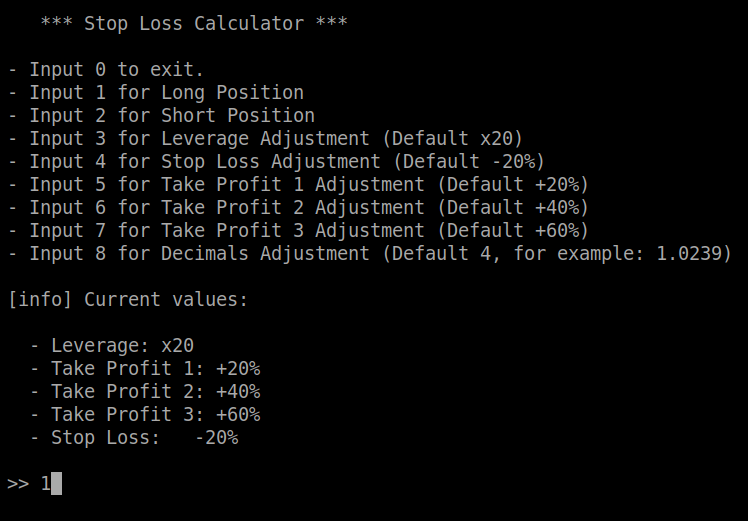 *** Stop Loss Calculator ***
- Input 0 to exit.
- Input 1 for Long Position
- Input 2 for Short Position
- Input 3 for Leverage Adjustment (Default x20)
- Input 4 for Stop Loss Adjustment (Default -20%)
- Input 5 for Take Profit 1 Adjustment (Default +20%)
- Input 6 for Take Profit 2 Adjustment (Default +40%)
- Input 7 for Take Profit 3 Adjustment (Default +60%)
- Input 8 for Decimals Adjustment (Default 4, for example: 1.0239)
[info] Current values:
- Leverage: x20
- Take Profit 1: +20%
- Take Profit 2: +40%
- Take Profit 3: +60%
- Stop Loss:   -20%
>> 1